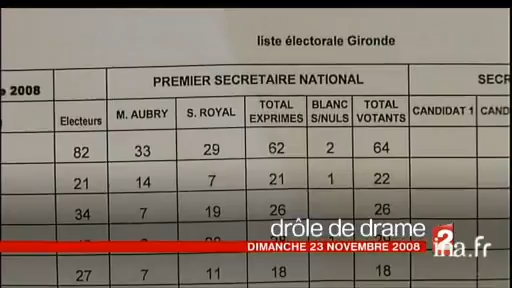 liste électorale Gironde
2008 PREMIER SECRETAIRE NATIONAL SECR
Electeurs M. AUBRY S. ROYAL TOTAL EXPRIMES BLANC S/NULS TOTAL VOTANTS CANDIDAT 1 CAND
82 33 29 62 2 64
21 14 7 21 1 22
34 7 19 26 26
drôle de drame 2
DIMANCHE 23 NOVEMBRE 2008 ina.fr
27 7 11 18 18